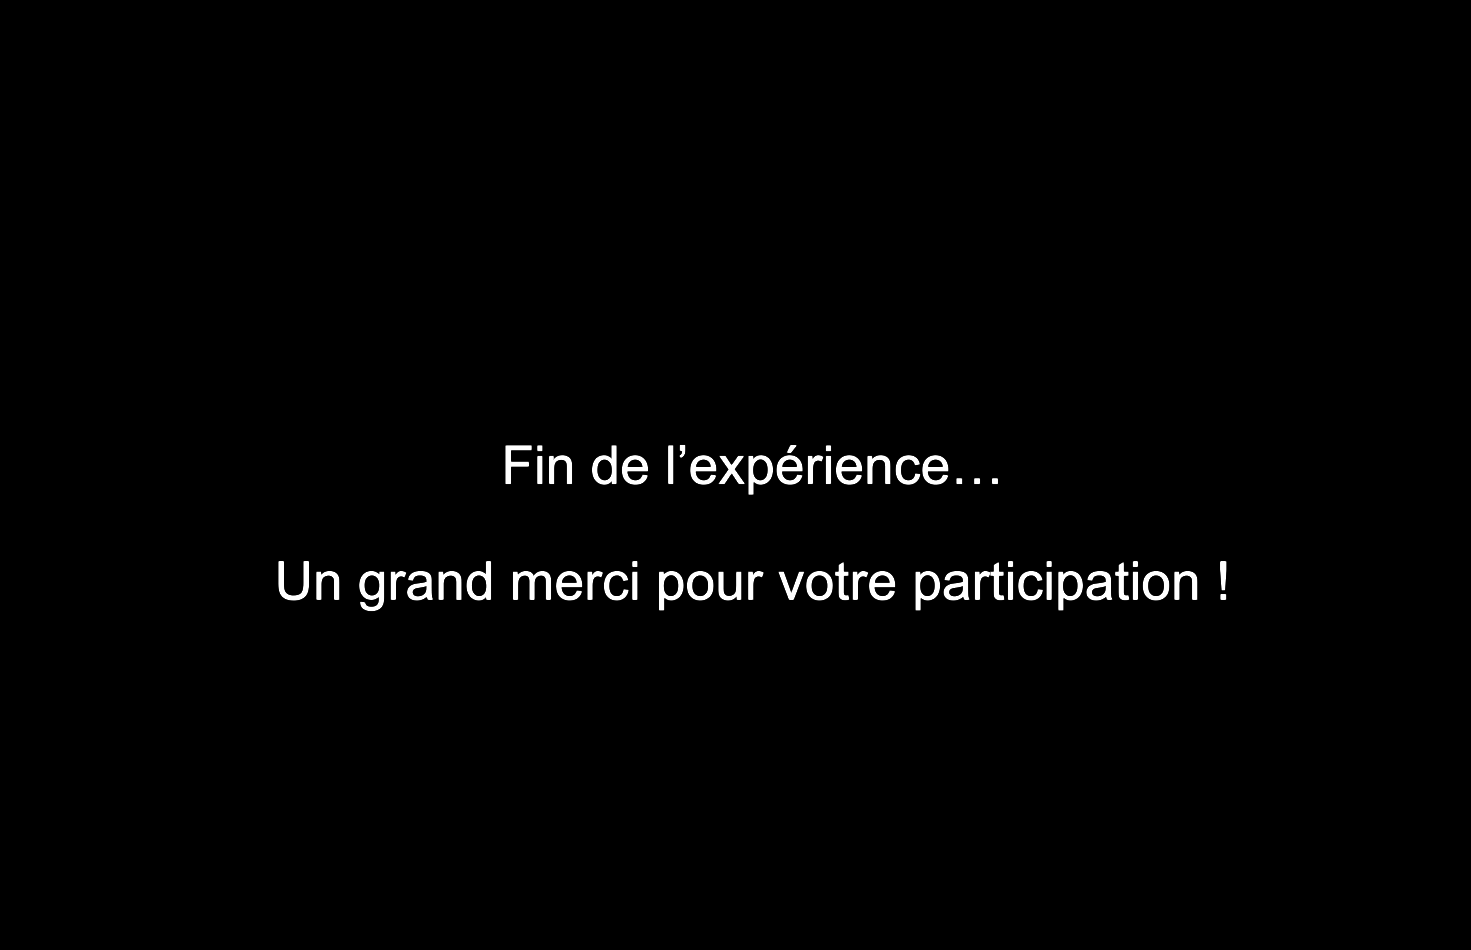 Fin de l’expérience…
Un grand merci pour votre participation !